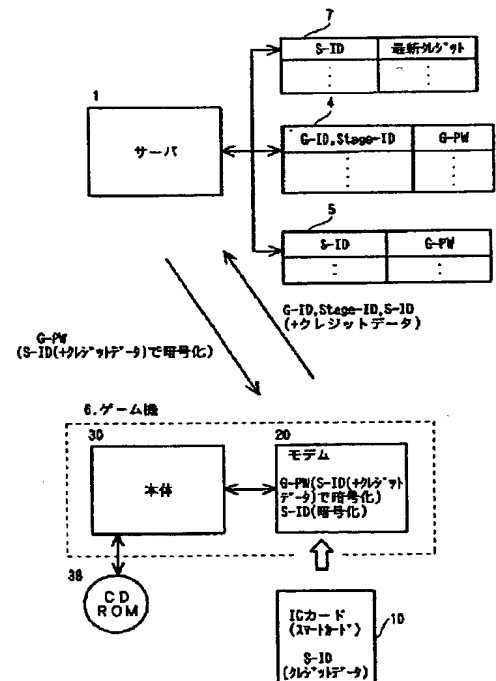 7
S-ID 最新クレジット
1
サーバ
4
G-ID,Stage-ID G-PW
5
S-ID G-PW
G-PW
(S-ID(+クレジットデータ)で暗号化)
G-ID,Stage-ID,S-ID
(+クレジットデータ)
6.ゲーム機
30
本体
20
モデム
G-PW(S-ID(+クレジット
データ)で暗号化)
S-ID(暗号化)
38
CD
ROM
ICカード
(スマートカード)
S-ID
(クレジットデータ)
10